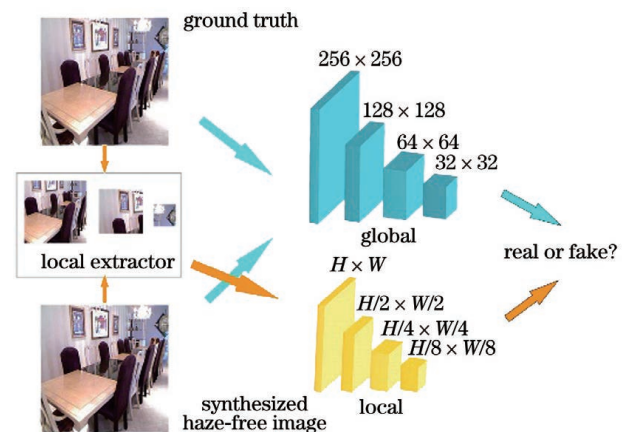 ground truth
256 × 256
128 × 128
64 × 64
32 × 32
global
local extractor
real or fake?
H × W
H/2 × W/2
H/4 × W/4
H/8 × W/8
local
synthesized
haze-free image